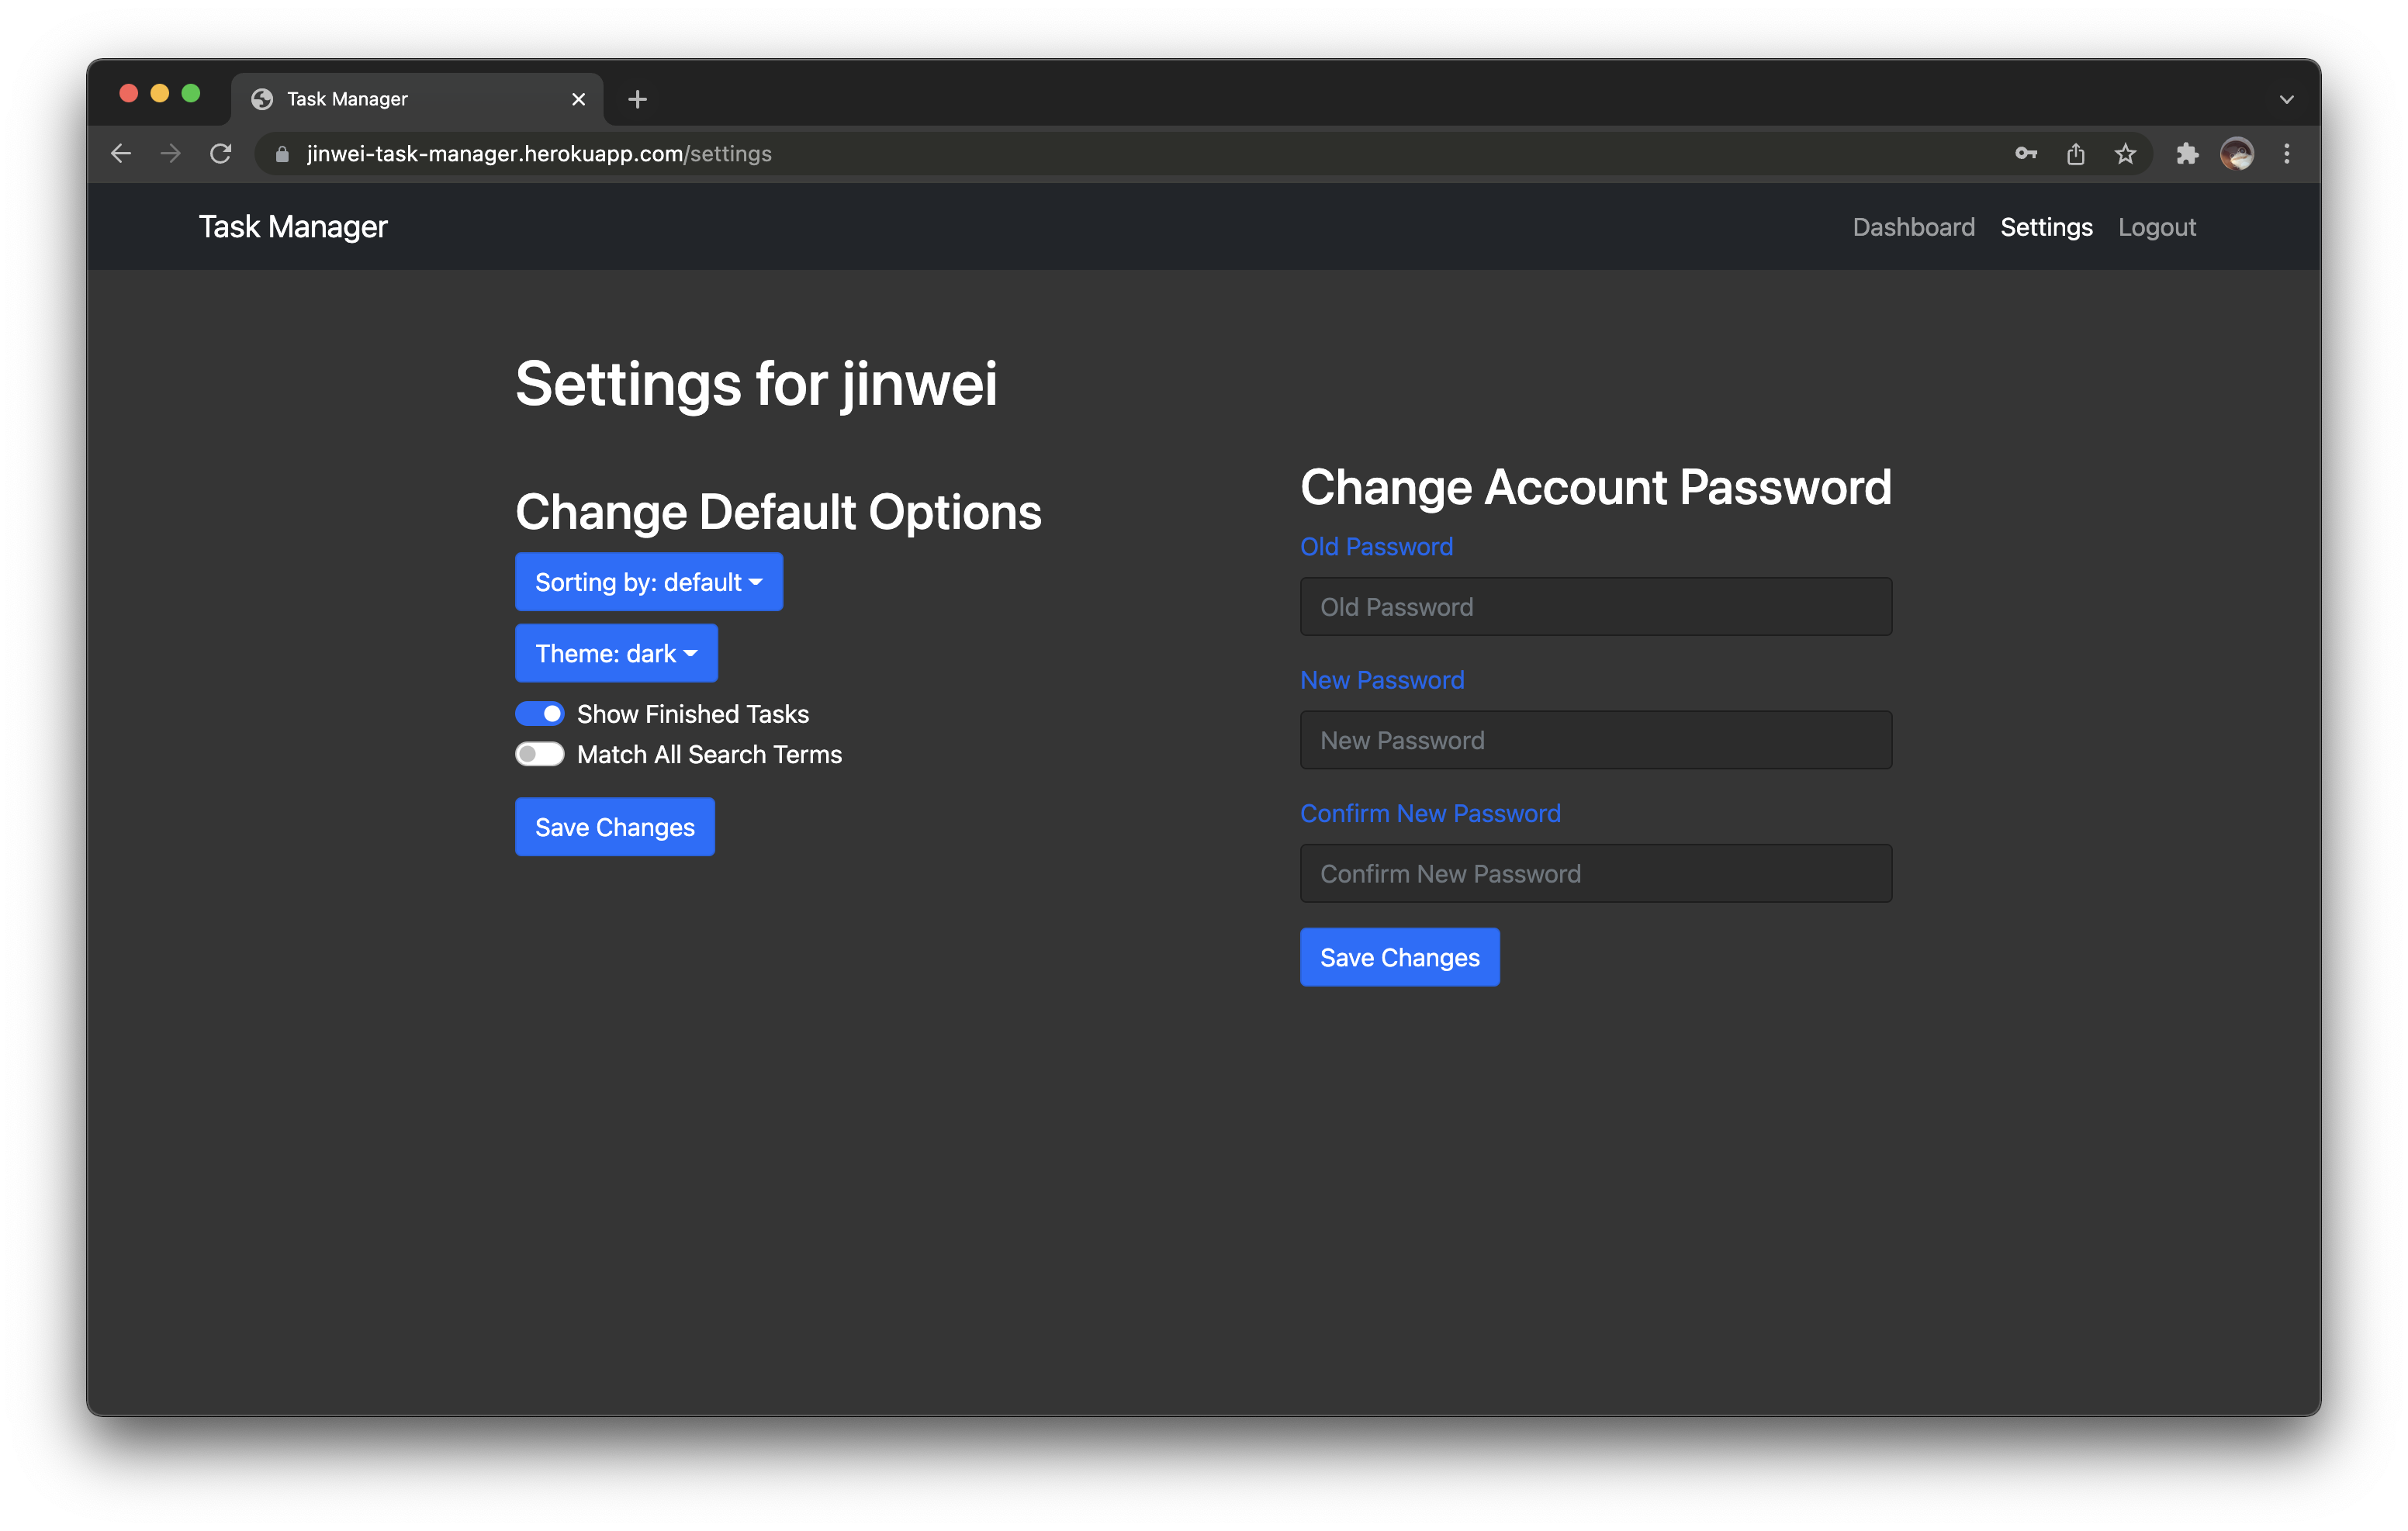 Task Manager
jinwei-task-manager.herokuapp.com/settings
Task Manager
Dashboard Settings Logout
Settings for jinwei
Change Default Options
Sorting by: default
Theme: dark
Show Finished Tasks
Match All Search Terms
Save Changes
Change Account Password
Old Password
Old Password
New Password
New Password
Confirm New Password
Confirm New Password
Save Changes